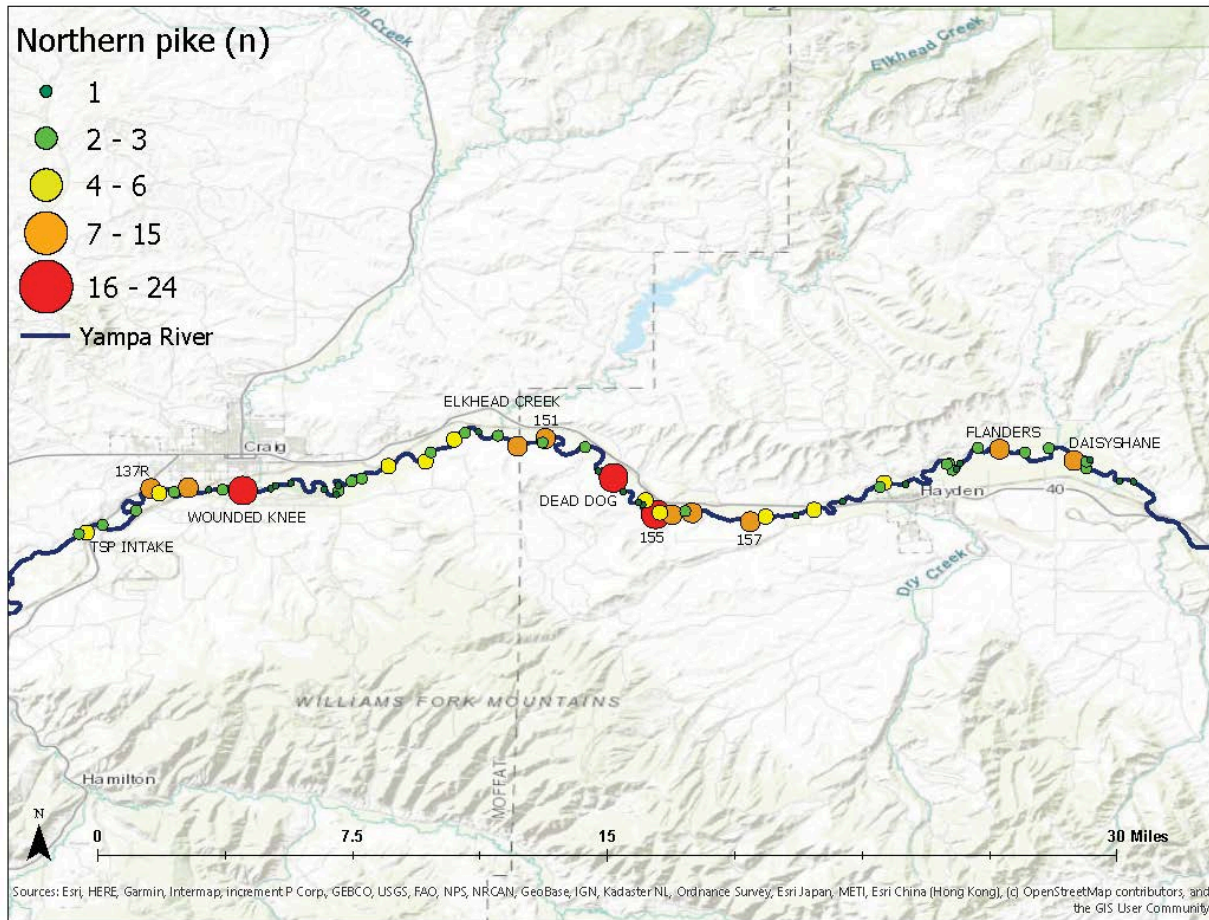 Northern pike (n)
1
2 - 3
4 - 6
7 - 15
16 - 24
Yampa River
Creek
Elkhead Creek
ELKHEAD CREEK
151
Craig
137R
WOUNDED KNEE
TSP INTAKE
DEAD DOG
155
157
FLANDERS
DAISYSHANE
Hayden
40
Dry Creek
WILLIAMS FORK MOUNTAINS
Hamilton
MOFFAT
N
0 7.5 15 30 Miles
Sources: Esri, HERE, Garmin, Intermap, increment P Corp., GEBCO, USGS, FAO, NPS, NRCAN, GeoBase, IGN, Kadaster NL, Ordnance Survey, Esri Japan, METI, Esri China (Hong Kong), (c) OpenStreetMap contributors, and
the GIS User Community